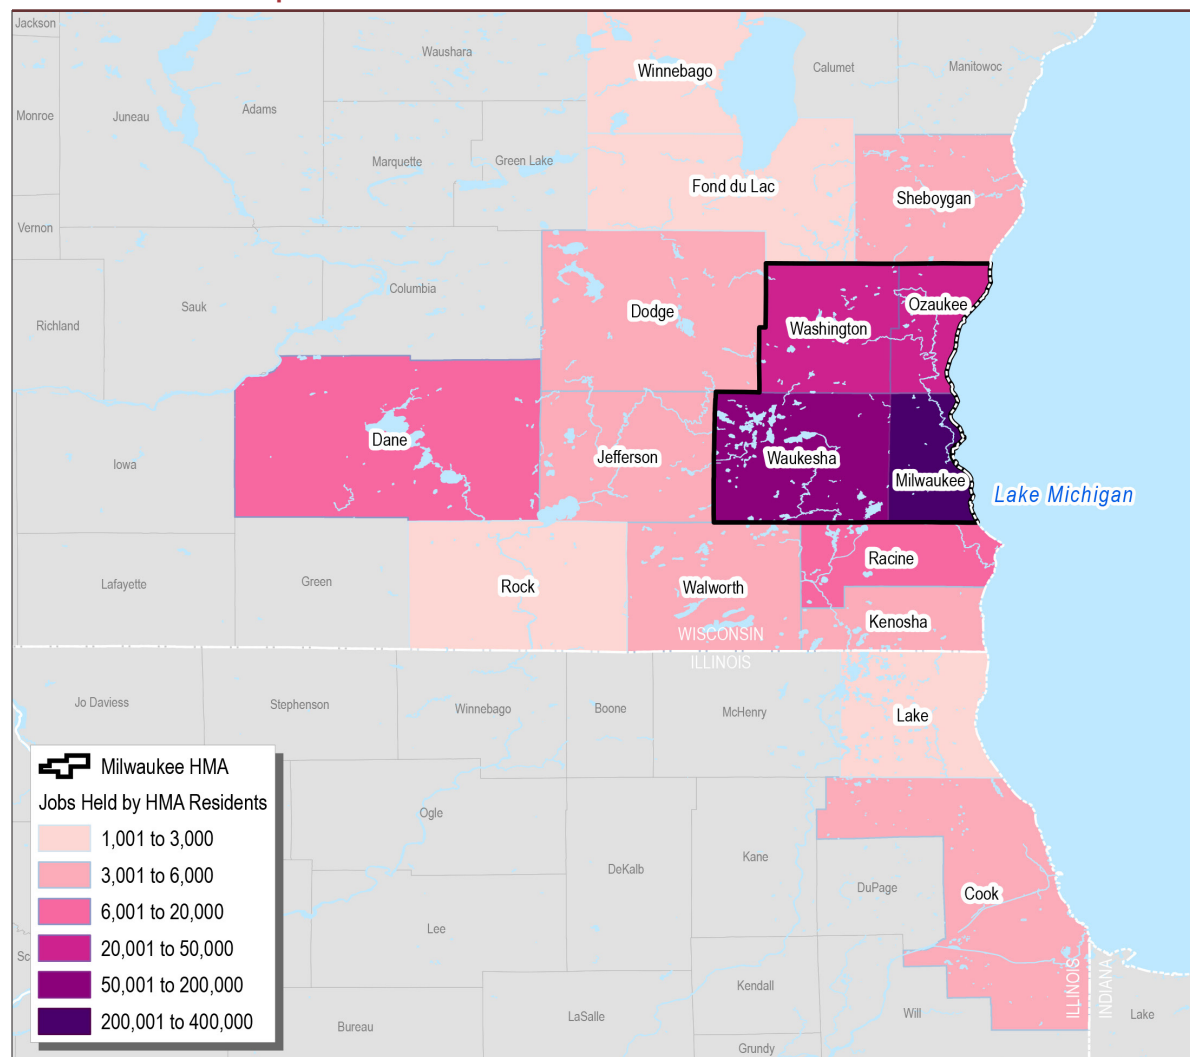 Jackson
Waushara
Winnebago
Calumet
Manitowoc
Monroe
Juneau
Adams
Marquette
Green Lake
Fond du Lac
Sheboygan
Vernon
Columbia
Sauk
Richland
Dodge
Washington
Ozaukee
Dane
Iowa
Jefferson
Waukesha
Milwaukee
Lake Michigan
Racine
Lafayette
Green
Rock
Walworth
Kenosha
WISCONSIN
ILLINOIS
Jo Daviess
Stephenson
Winnebago
Boone
McHenry
Lake
Milwaukee HMA
Jobs Held by HMA Residents
1,001 to 3,000
3,001 to 6,000
6,001 to 20,000
20,001 to 50,000
50,001 to 200,000
200,001 to 400,000
Ogle
DeKalb
Kane
DuPage
Cook
Lee
Sc
Kendall
ILLINOIS
INDIANA
Bureau
LaSalle
Will
Lake
Grundy